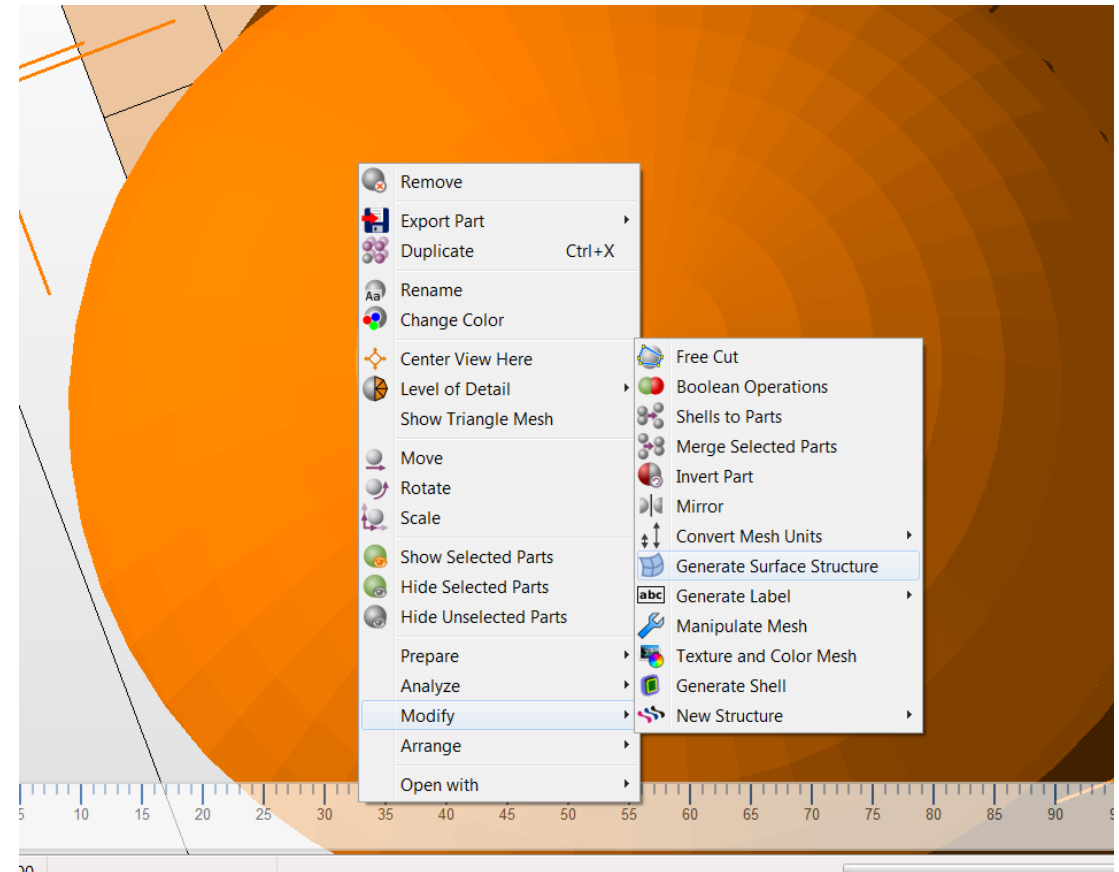 Remove
Export Part
Duplicate Ctrl+X
Aa Rename
Change Color
Center View Here
Level of Detail
Show Triangle Mesh
Move
Rotate
Scale
Show Selected Parts
Hide Selected Parts
Hide Unselected Parts
Prepare
Analyze
Modify
Arrange
Open with
Free Cut
Boolean Operations
Shells to Parts
Merge Selected Parts
Invert Part
Mirror
Convert Mesh Units
Generate Surface Structure
abc Generate Label
Manipulate Mesh
Texture and Color Mesh
Generate Shell
New Structure
10 15 20 25 30 35 40 45 50 55 60 65 70 75 80 85 90